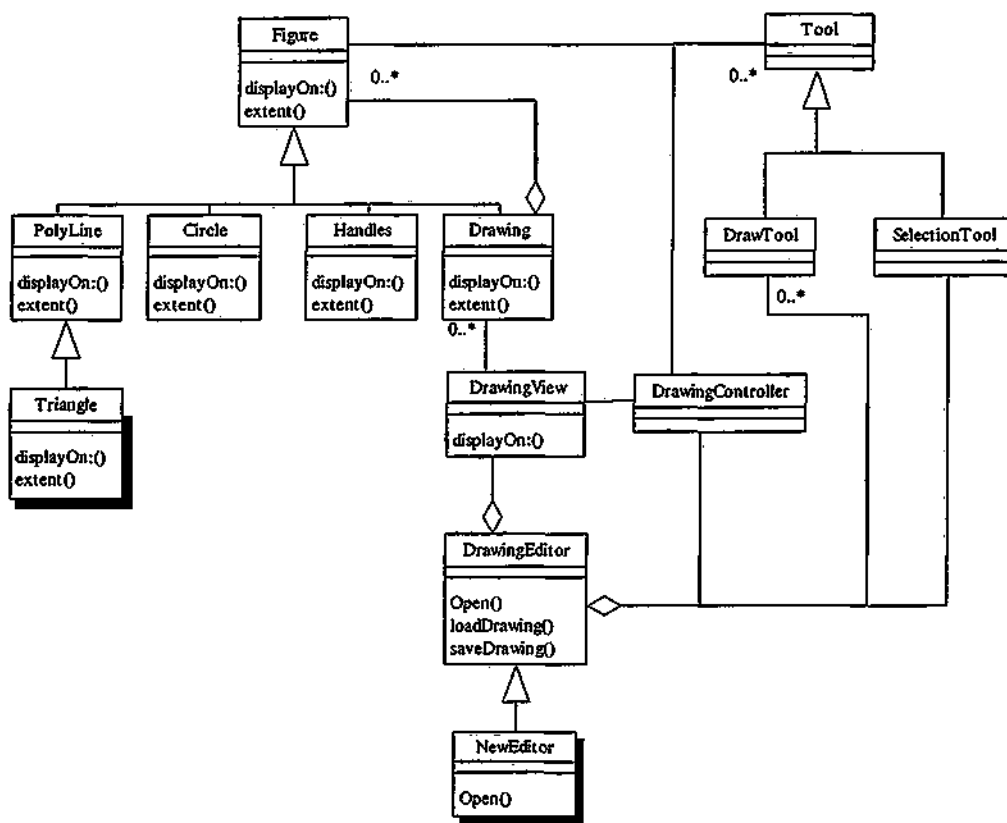 Figure
displayOn:()
extent()
0..*
Tool
0..*
PolyLine
displayOn:()
extent()
Circle
displayOn:()
extent()
Handles
displayOn:()
extent()
Drawing
displayOn:()
extent()
0..*
DrawTool
0..*
SelectionTool
Triangle
displayOn:()
extent()
DrawingView
displayOn:()
DrawingController
DrawingEditor
Open()
loadDrawing()
saveDrawing()
NewEditor
Open()